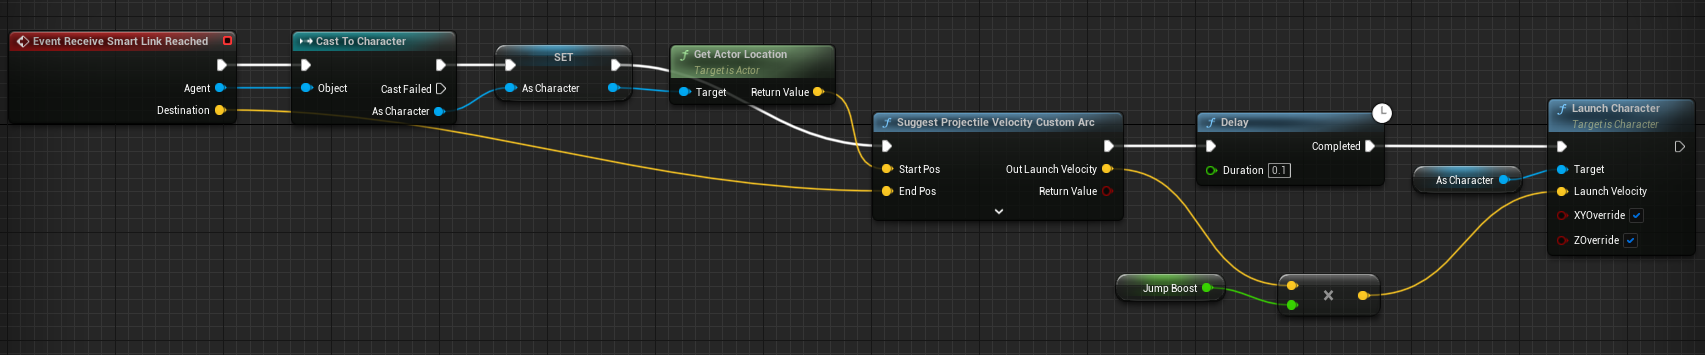 Event Receive Smart Link Reached
Agent
Destination
Cast To Character
Object
Cast Failed
As Character
SET
As Character
f Get Actor Location
Target is Actor
Target
Return Value
f Suggest Projectile Velocity Custom Arc
Start Pos
Out Launch Velocity
End Pos
Return Value
f Delay
Completed
Duration 0.1
Jump Boost
×
As Character
f Launch Character
Target is Character
Target
Launch Velocity
XYOverride
ZOverride